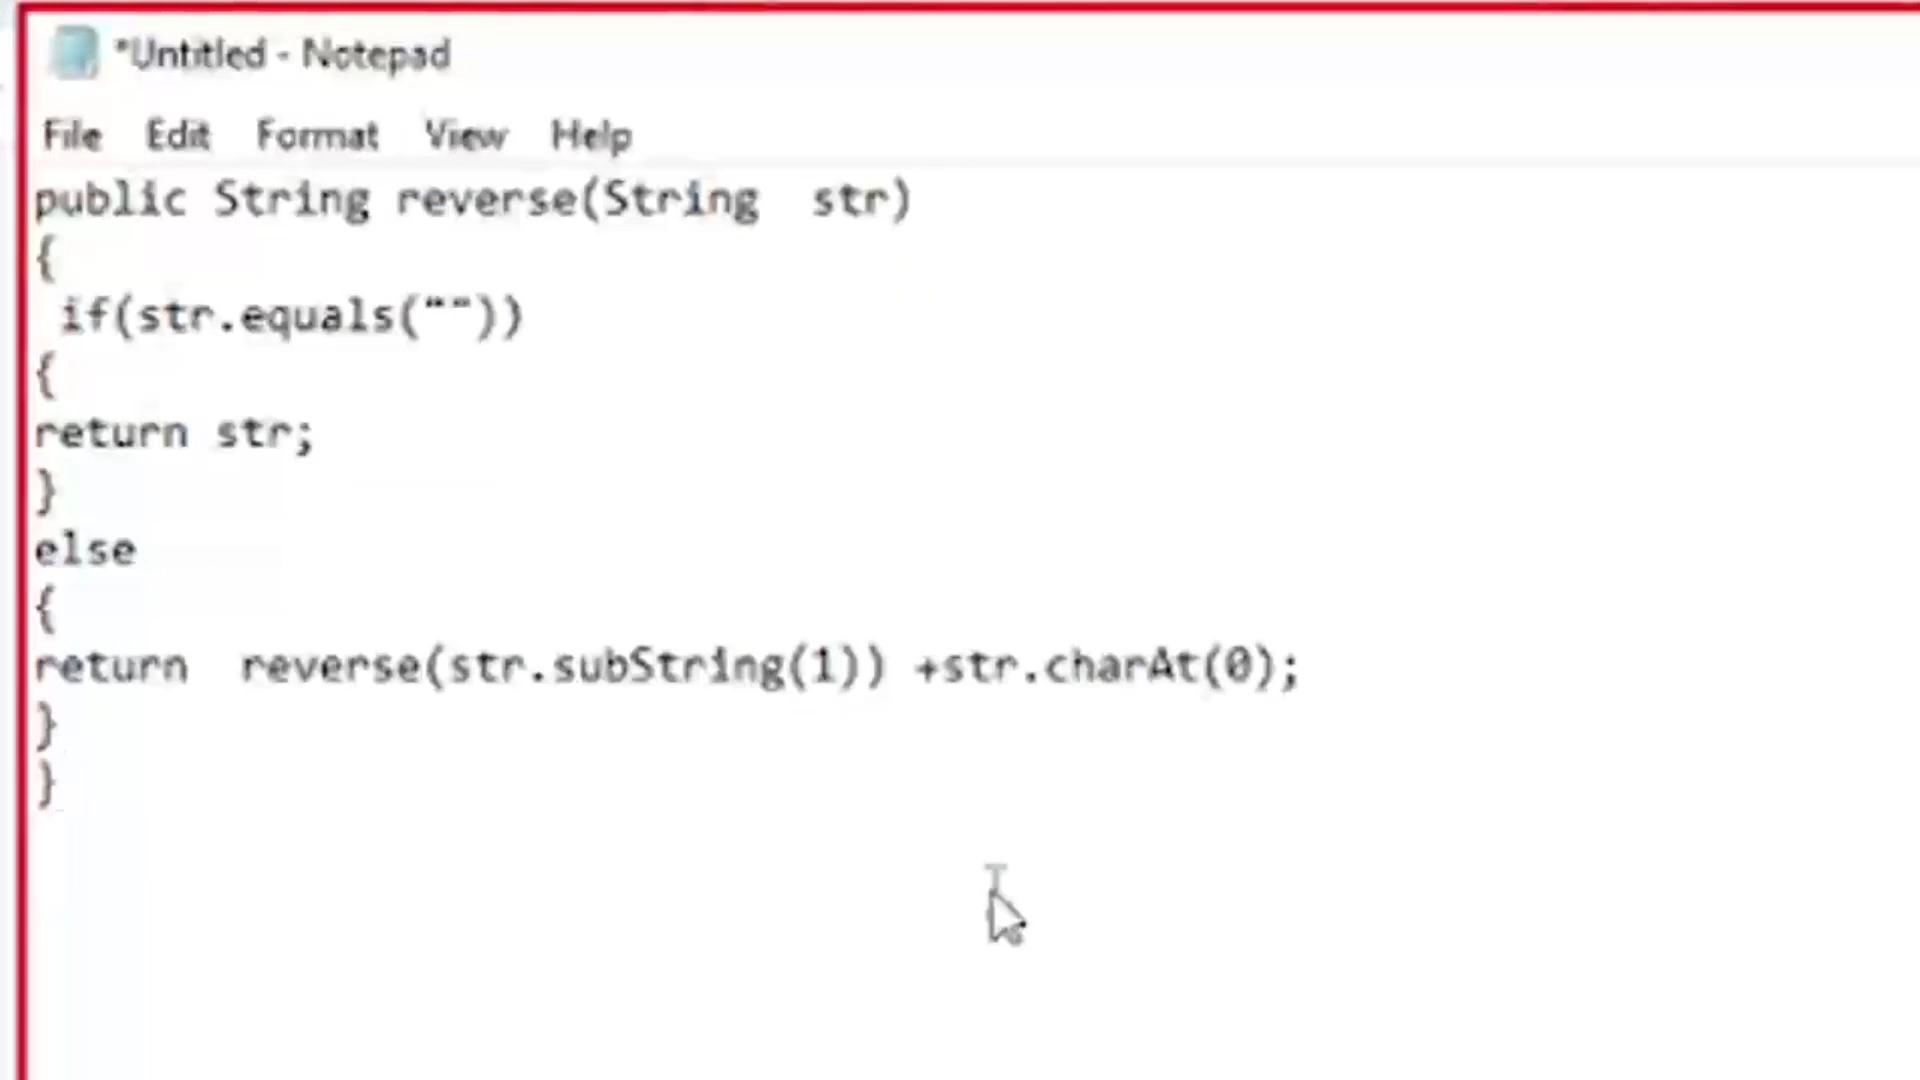 *Untitled - Notepad
File Edit Format View Help
public String reverse(String  str)
{
 if(str.equals(""))
{
return str;
}
else
{
return  reverse(str.subString(1)) +str.charAt(0);
}
}